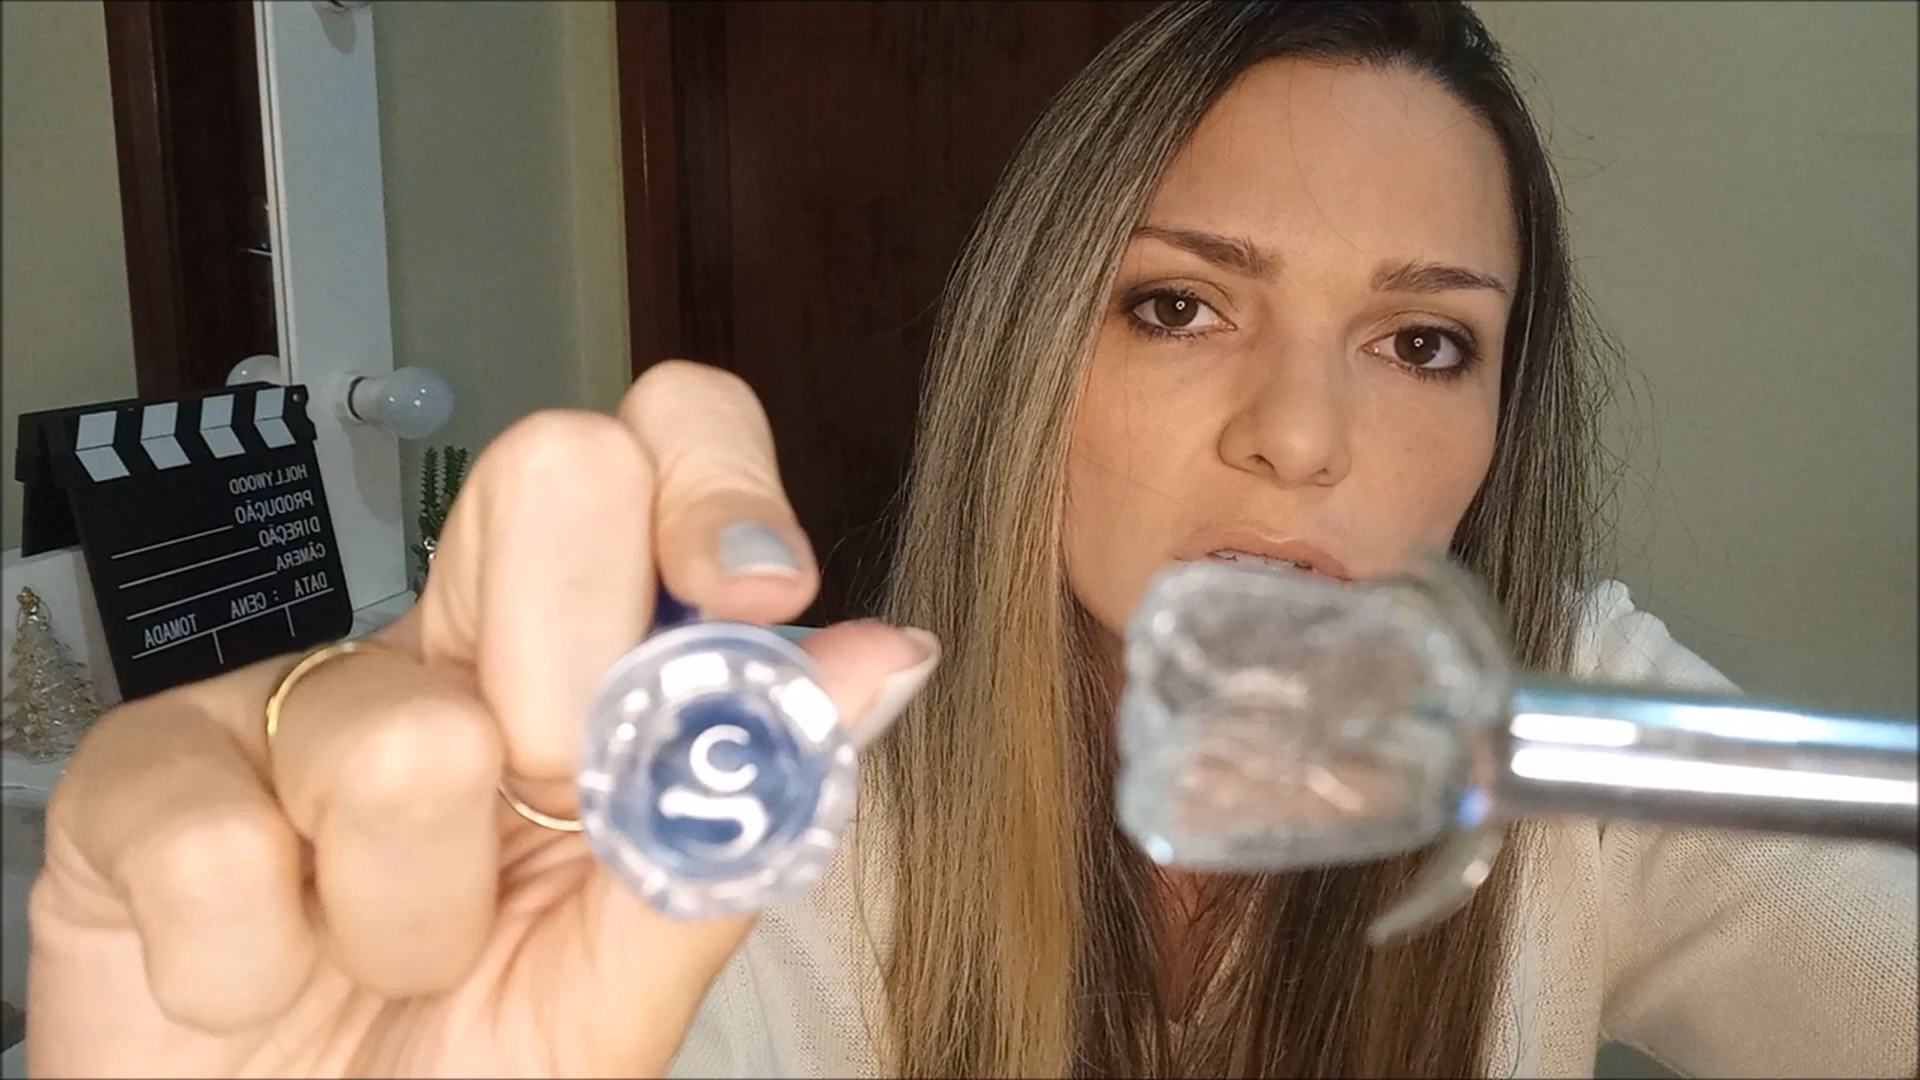 HOLLYWOOD
PRODUÇÃO
DIREÇÃO
CÂMERA
DATA : CENA TOMADA